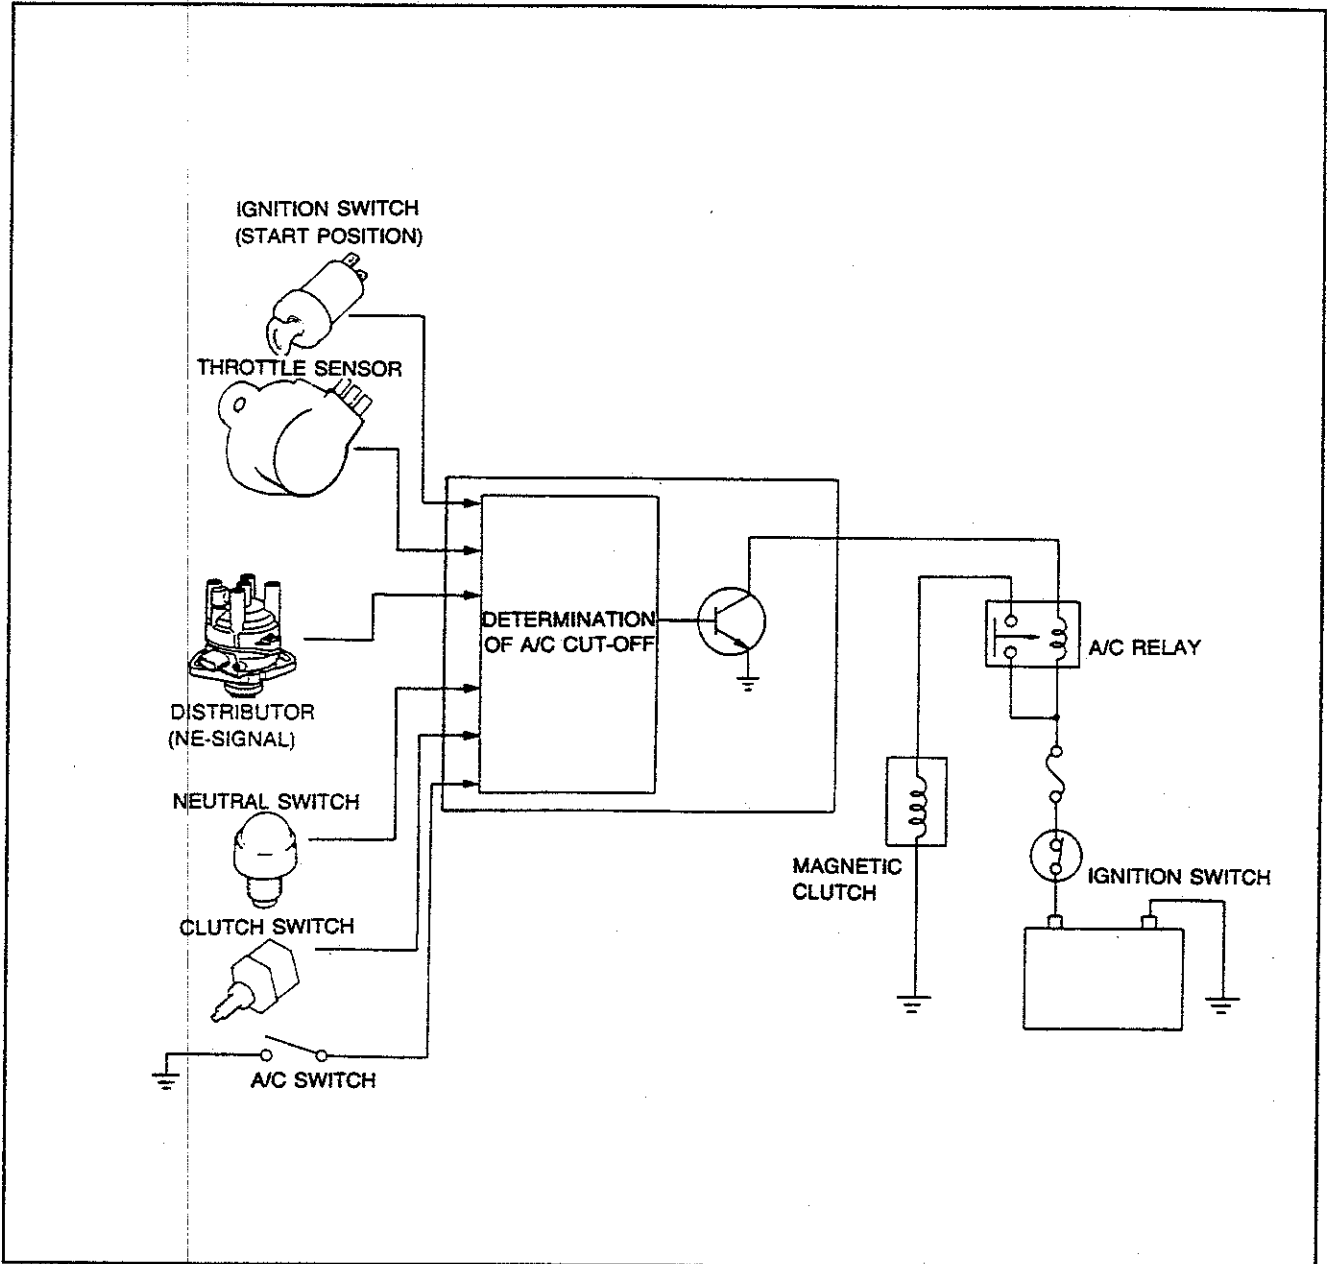 IGNITION SWITCH
(START POSITION)
THROTTLE SENSOR
DISTRIBUTOR
(NE-SIGNAL)
NEUTRAL SWITCH
CLUTCH SWITCH
A/C SWITCH
DETERMINATION
OF A/C CUT-OFF
A/C RELAY
MAGNETIC
CLUTCH
IGNITION SWITCH